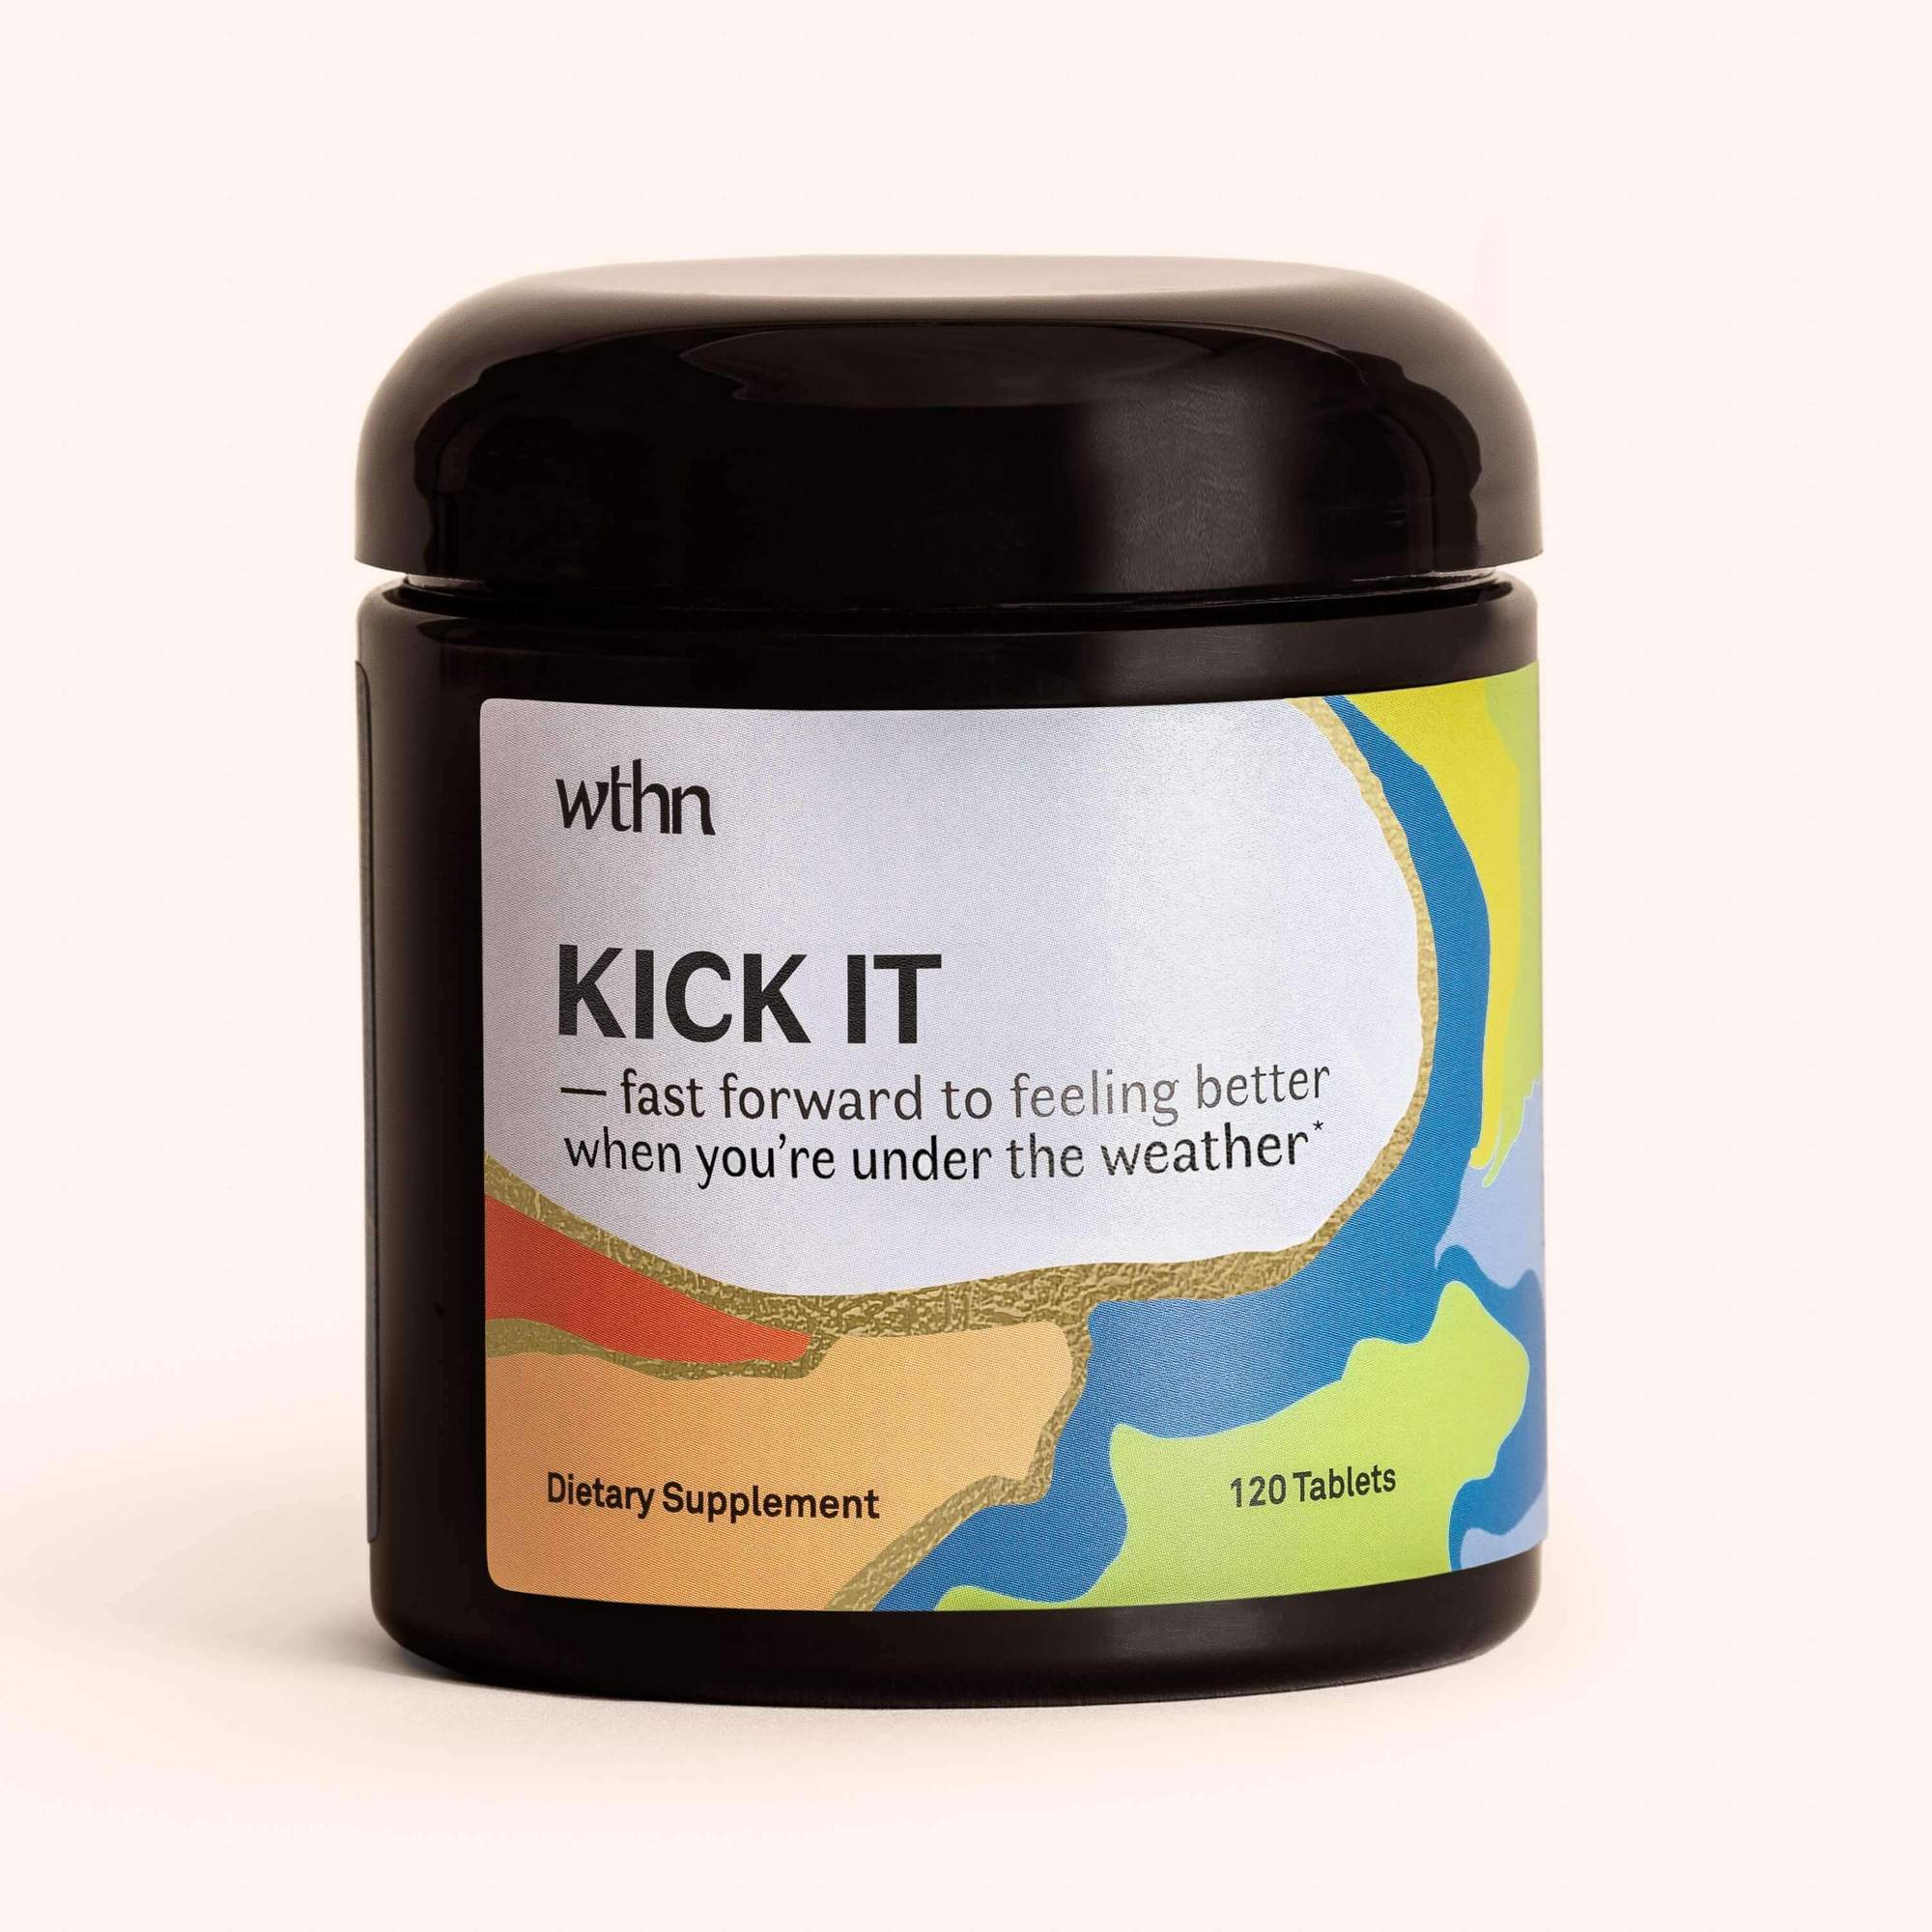 wthn
KICK IT
— fast forward to feeling better
when you're under the weather*
Dietary Supplement
120 Tablets